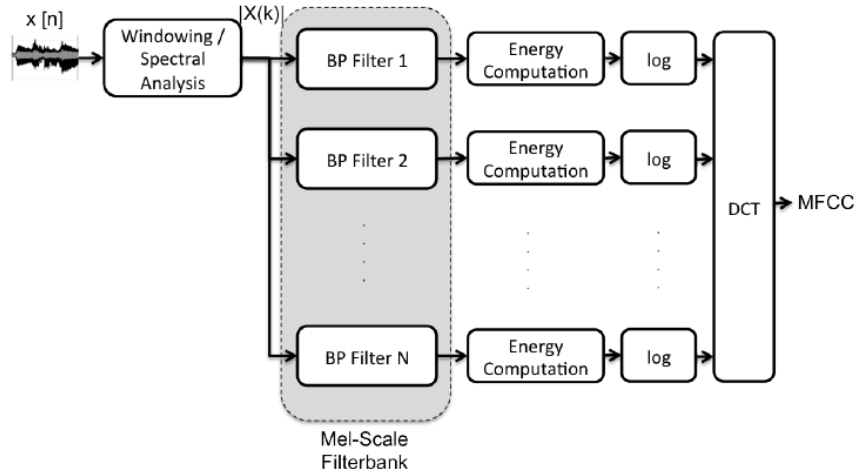 x [n]
Windowing /
Spectral
Analysis
|X(k)|
BP Filter 1
Energy
Computation
log
BP Filter 2
Energy
Computation
log
DCT
MFCC
BP Filter N
Energy
Computation
log
Mel-Scale
Filterbank